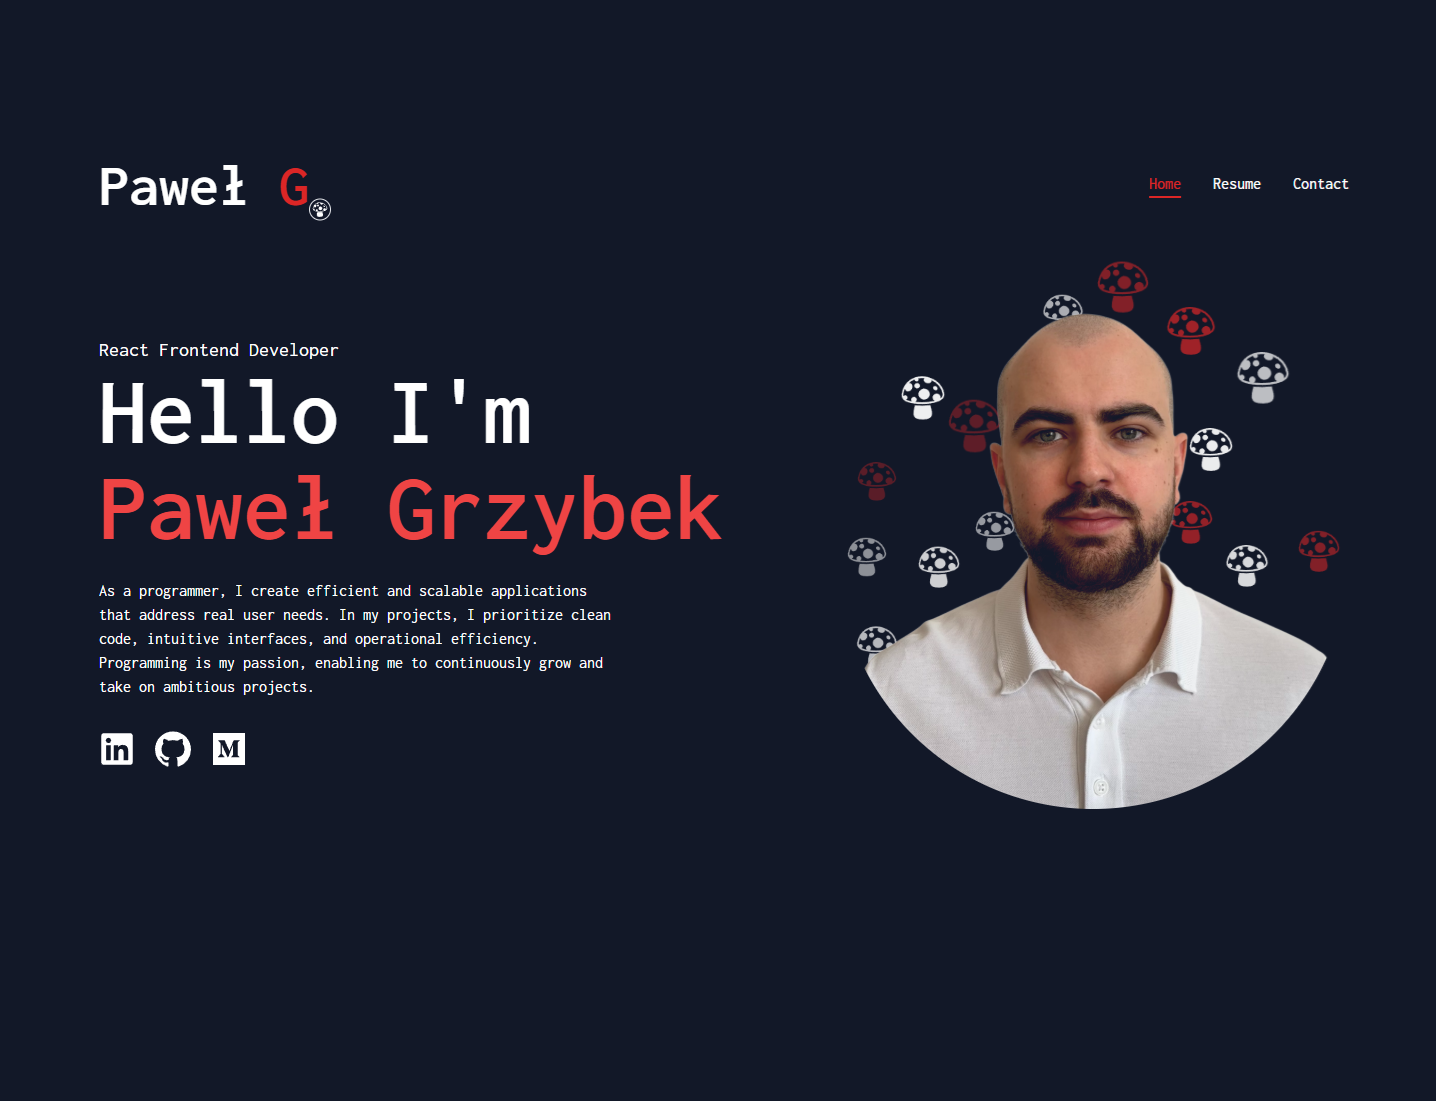 Paweł G
Home Resume Contact
React Frontend Developer
Hello I'm
Paweł Grzybek
As a programmer, I create efficient and scalable applications
that address real user needs. In my projects, I prioritize clean
code, intuitive interfaces, and operational efficiency.
Programming is my passion, enabling me to continuously grow and
take on ambitious projects.
in M